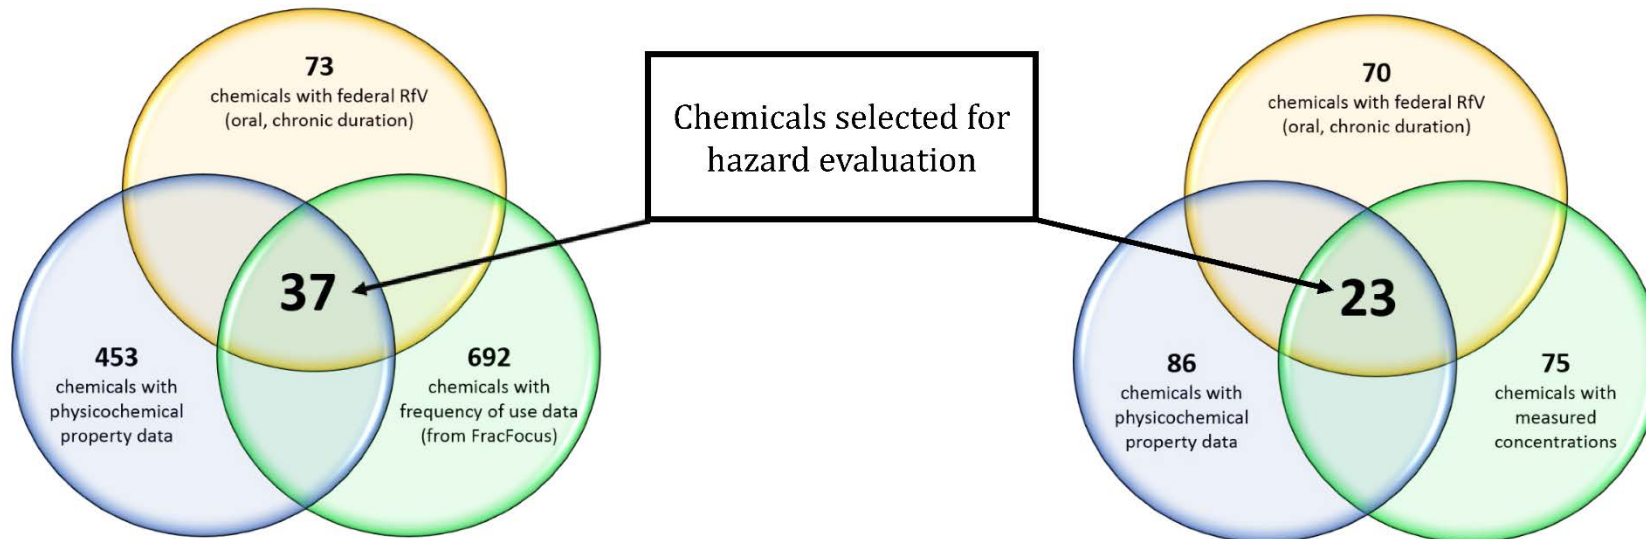 73
chemicals with federal RfV
(oral, chronic duration)
37
453
chemicals with
physicochemical
property data
692
chemicals with
frequency of use data
(from FracFocus)
Chemicals selected for
hazard evaluation
70
chemicals with federal RfV
(oral, chronic duration)
23
86
chemicals with
physicochemical
property data
75
chemicals with
measured
concentrations